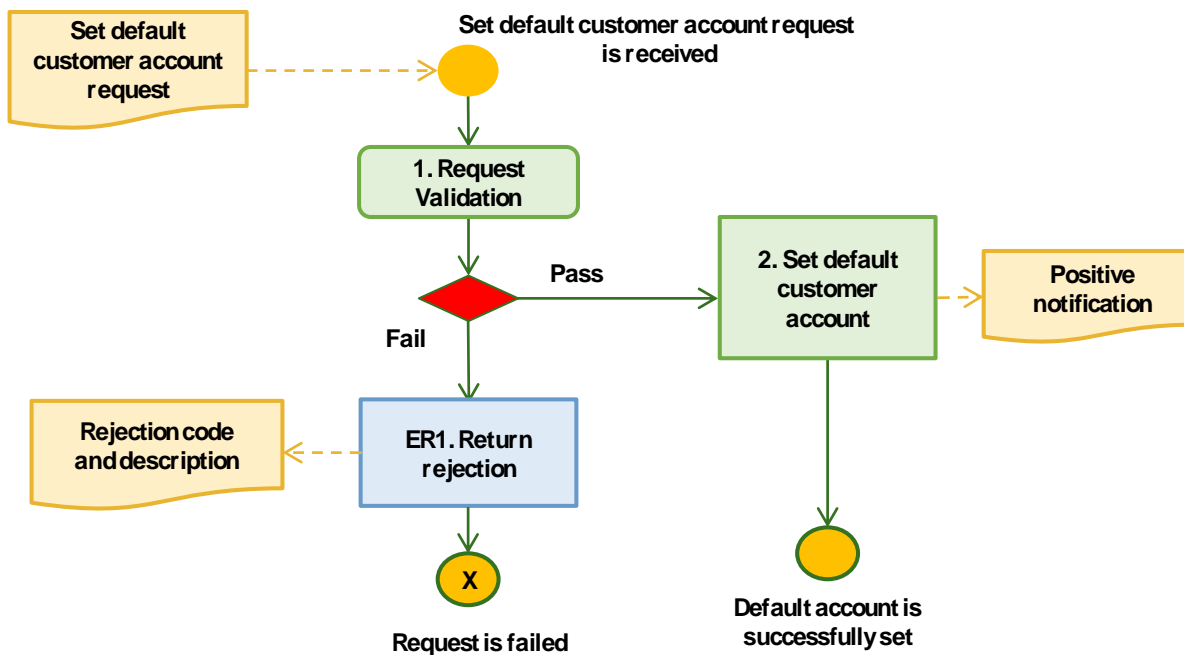 Set default
customer account
request
Set default customer account request
is received
1. Request
Validation
Pass
Fail
2. Set default
customer
account
Positive
notification
Rejection code
and description
ER1. Return
rejection
X
Request is failed
Default account is
successfully set